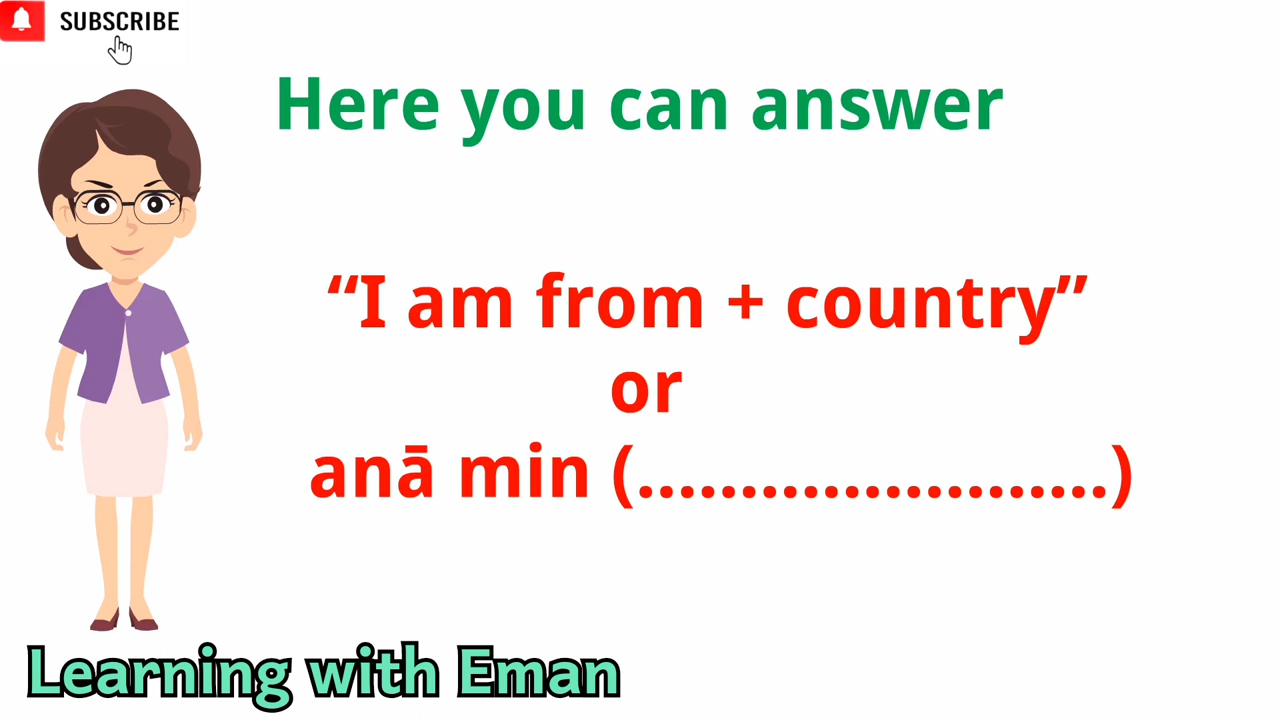 SUBSCRIBE
Here you can answer
“I am from + country”
or
anā min (.......................)
Learning with Eman